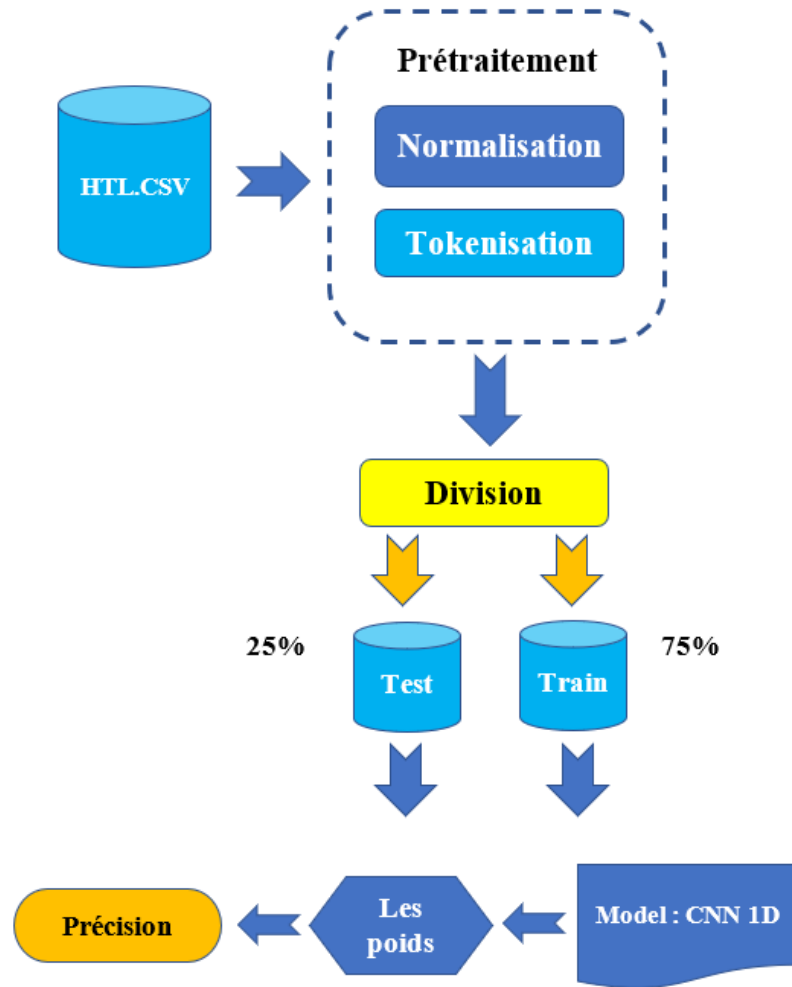 Prétraitement
HTL.CSV
Normalisation
Tokenisation
Division
25%
Test
Train
75%
Précision
Les
poids
Model : CNN 1D